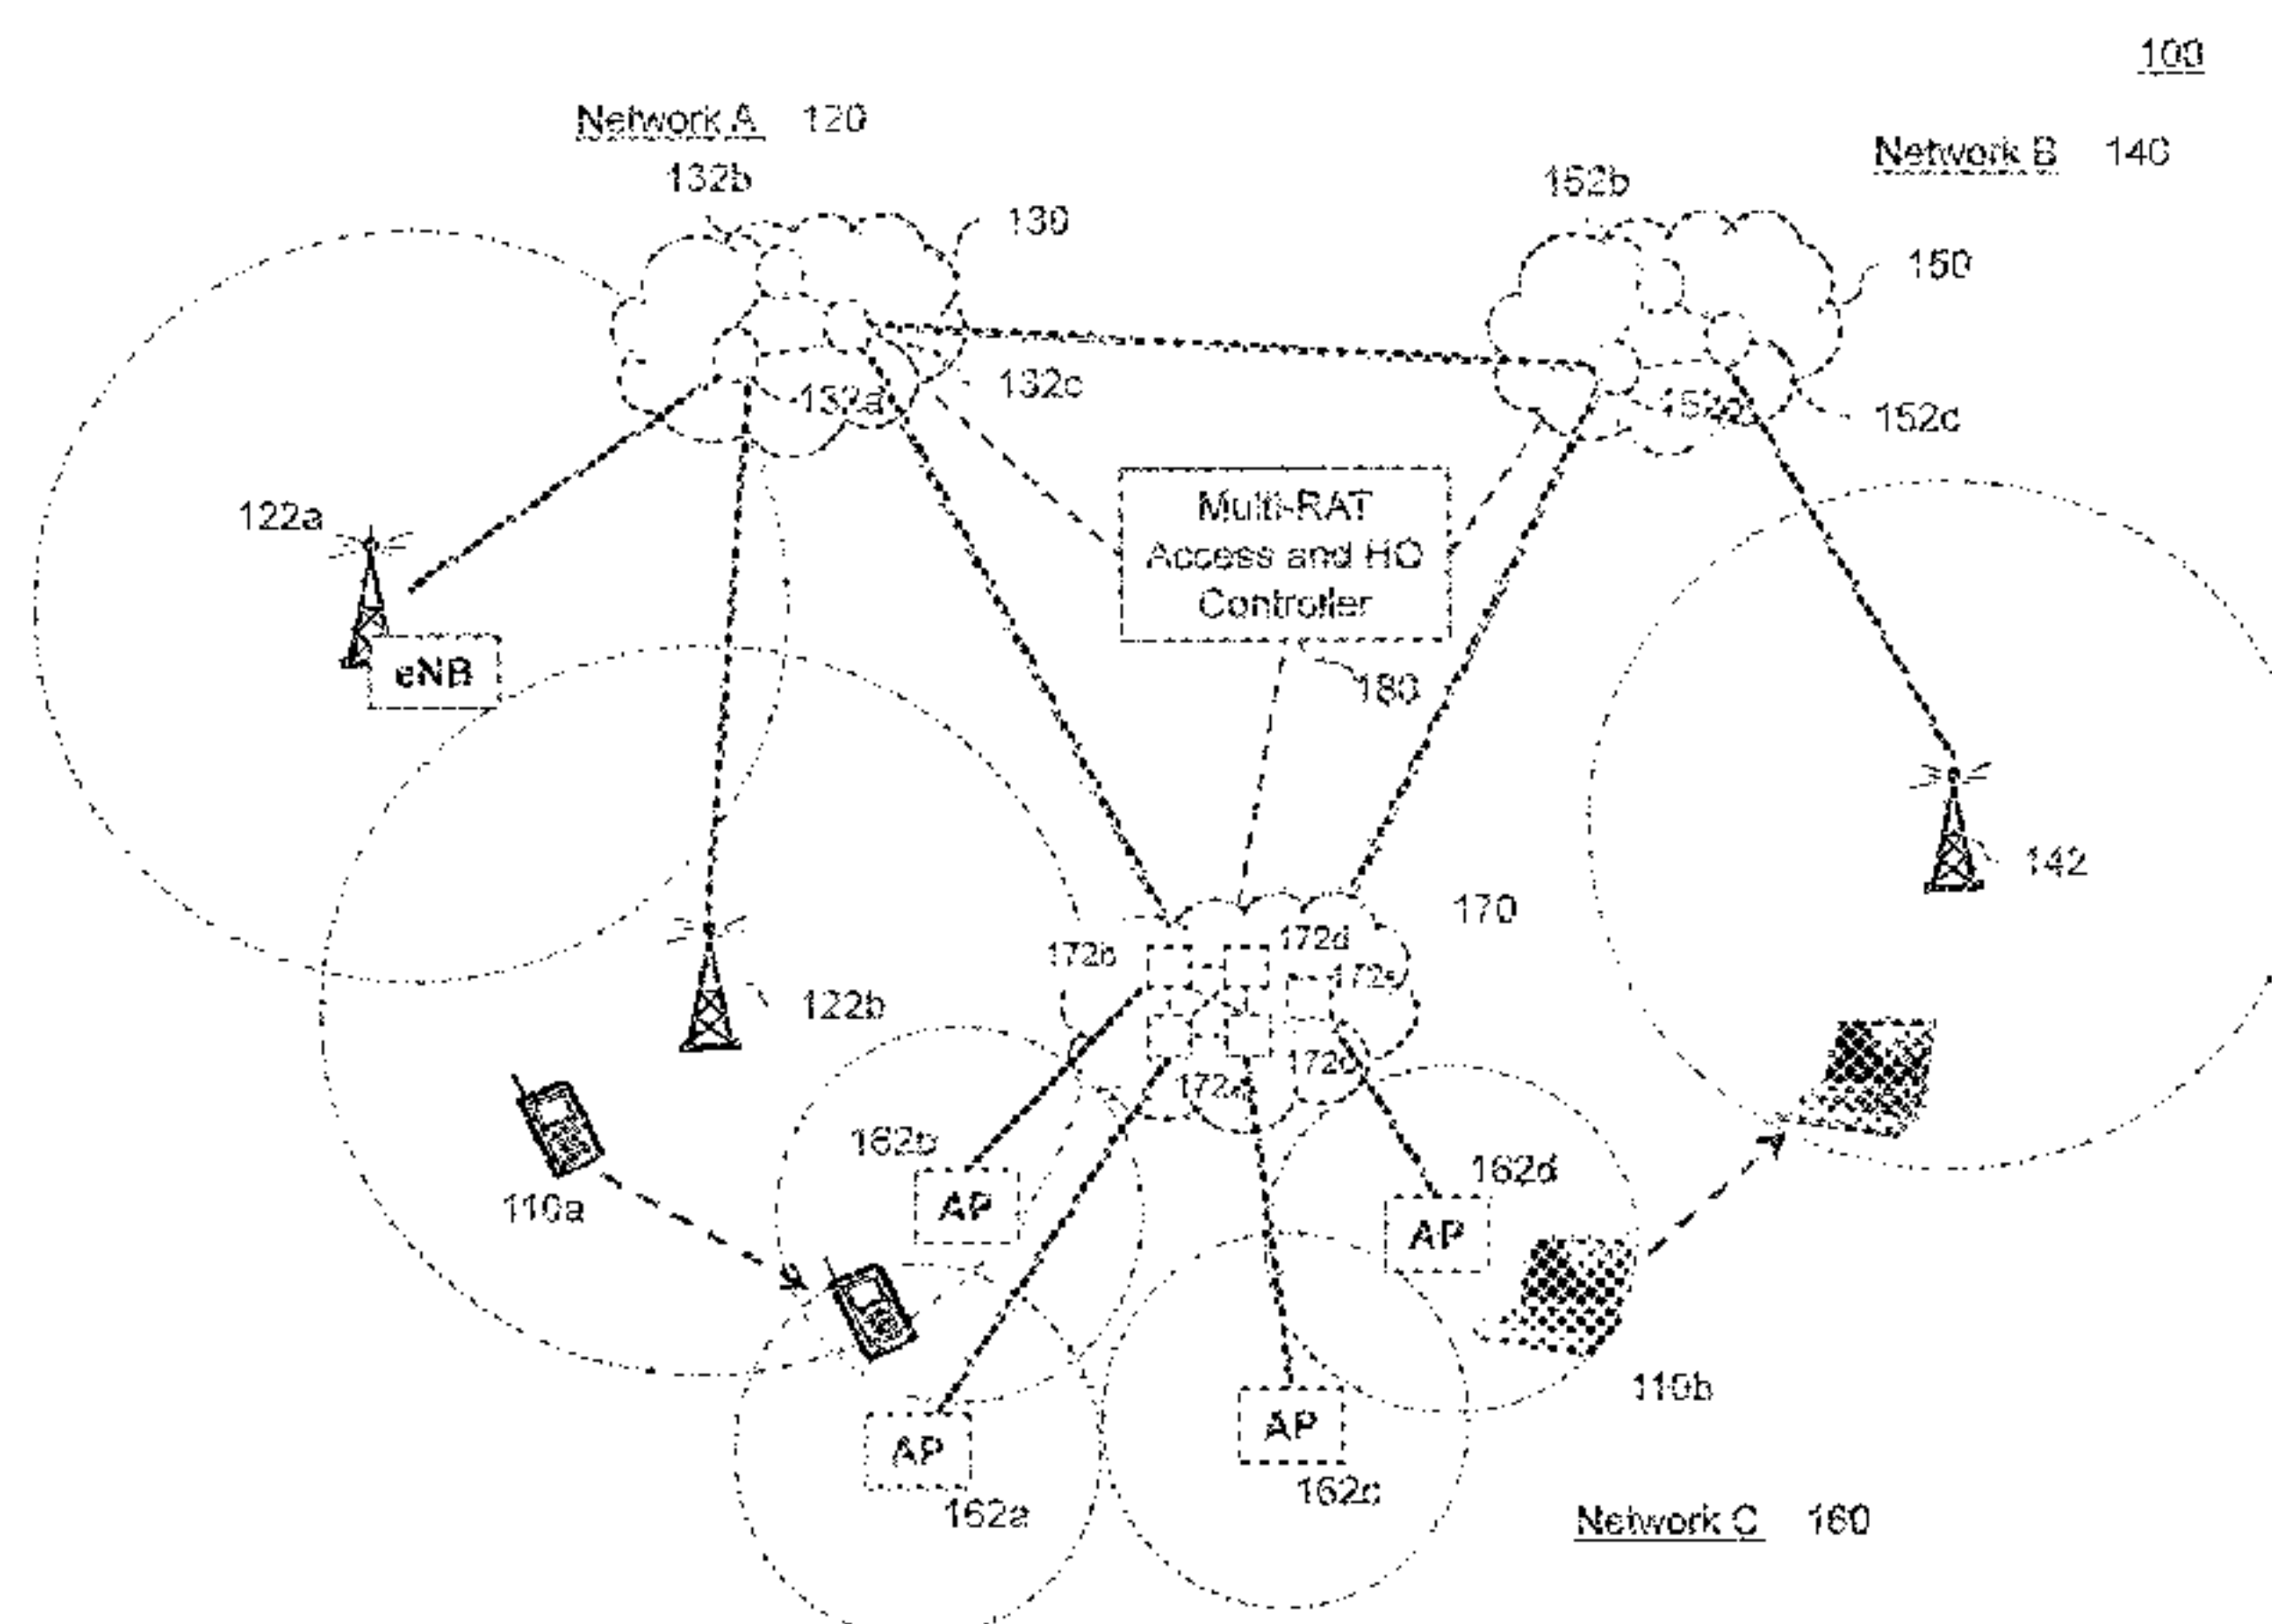 100
Network A 120
Network B 140
132b
152b
130
150
132c
132a
152a
152c
122a
Multi-RAT
Access and HO
Controller
eNB
180
142
170
172b
172d
172e
122b
172c
172a
162b
162d
110a
AP
AP
110b
AP
AP
162c
162a
Network C 160